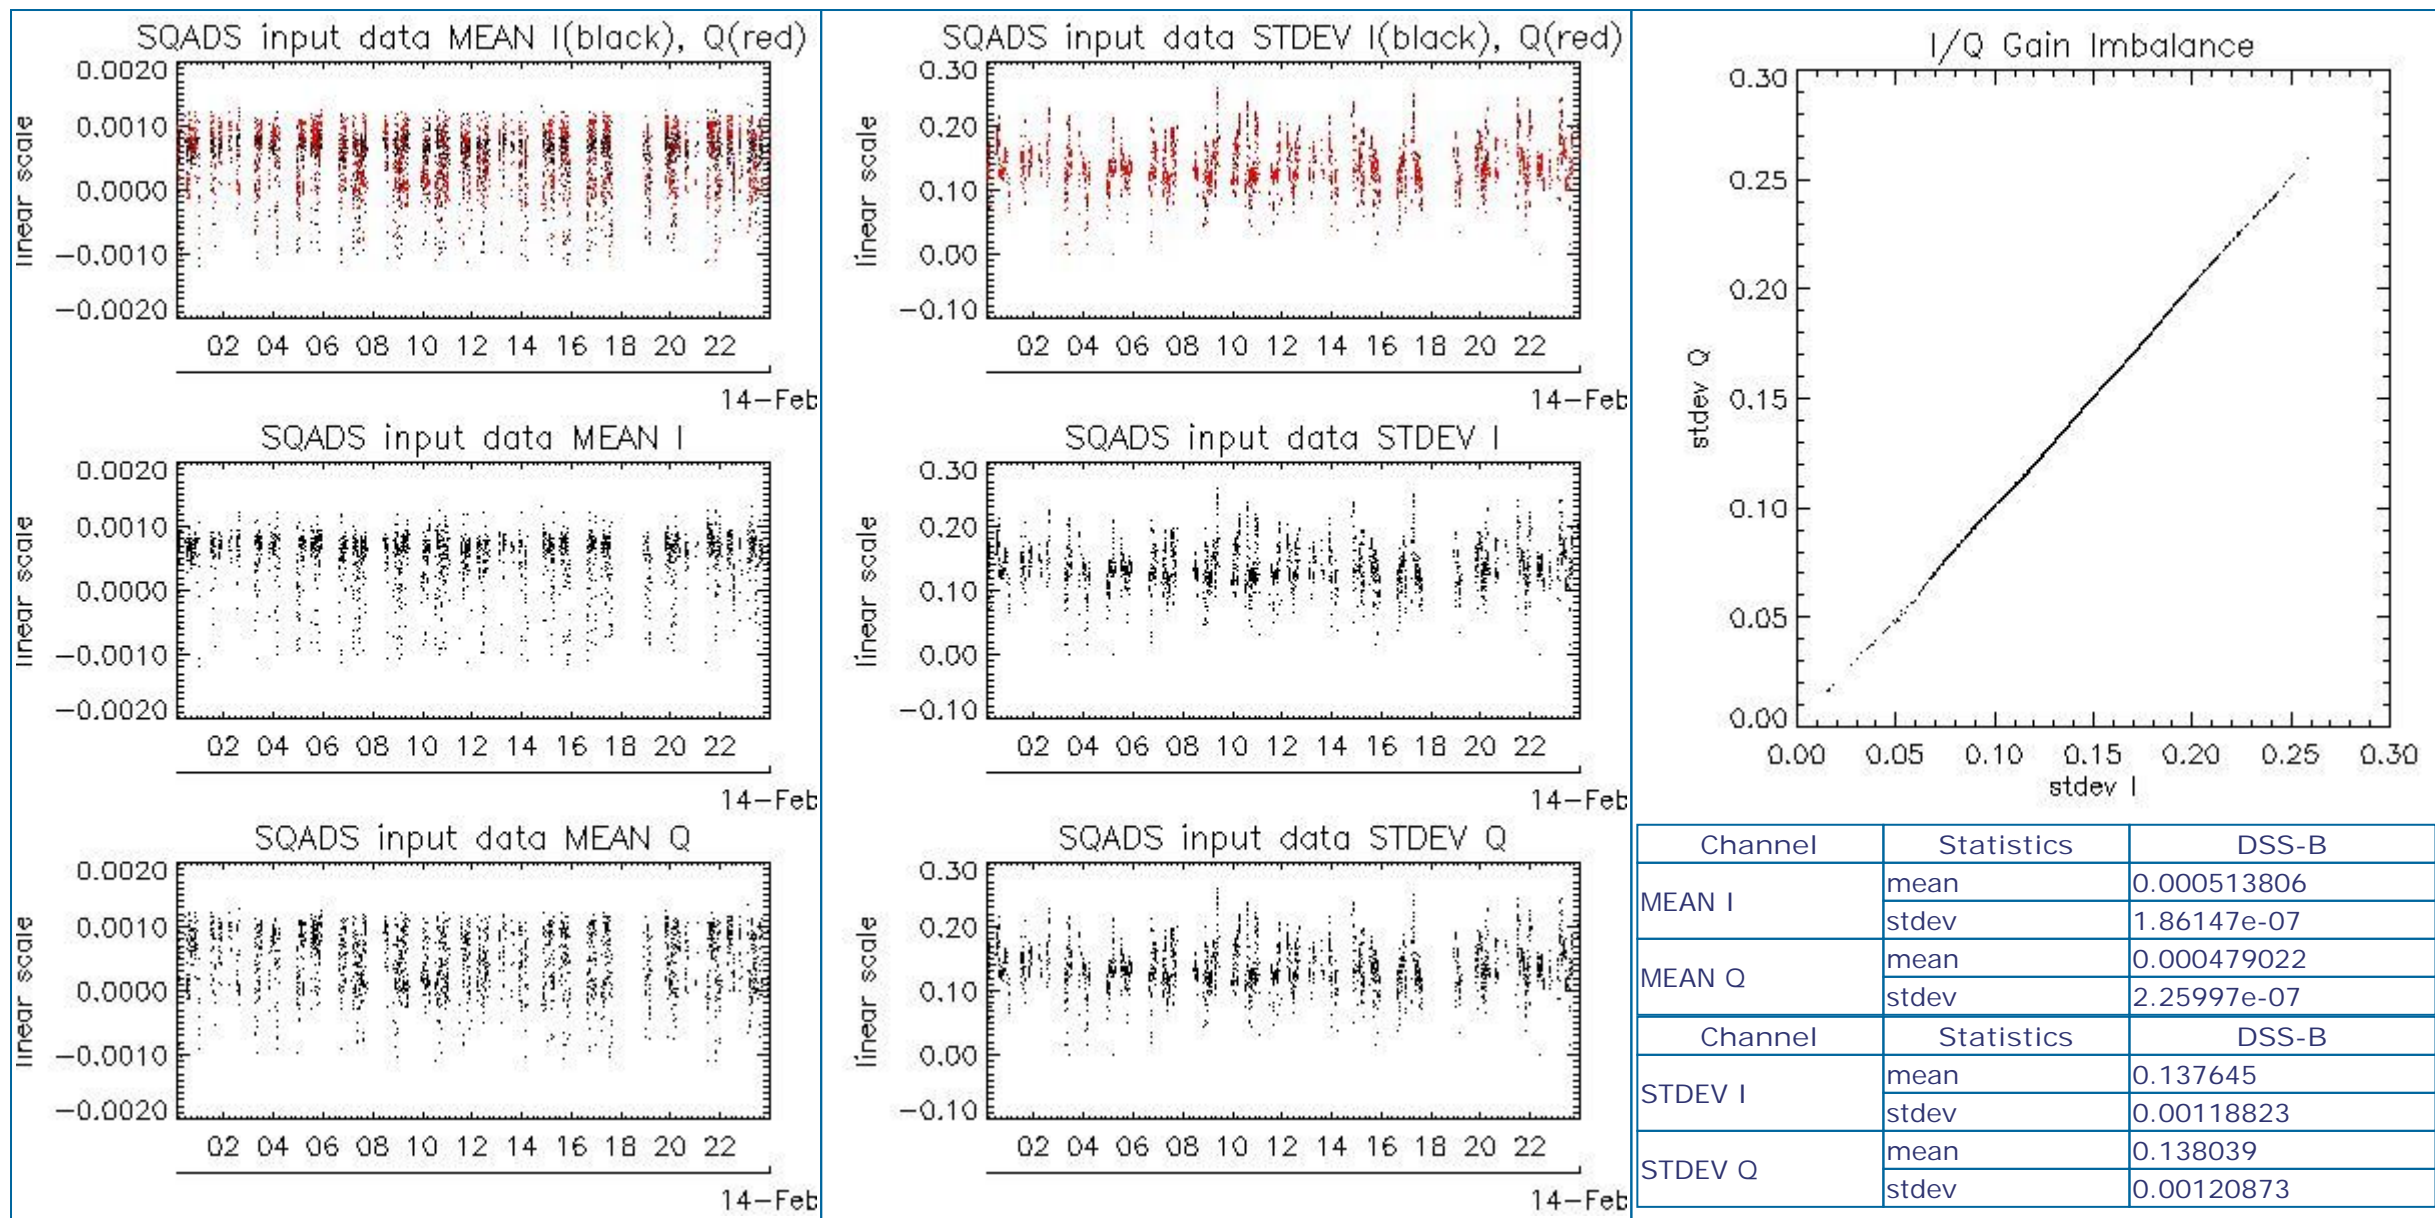 SQADS input data MEAN I(black), Q(red)
0.0020
0.0010
0.0000
−0.0010
−0.0020
linear scale
02 04 06 08 10 12 14 16 18 20 22
14−Feb
SQADS input data MEAN I
0.0020
0.0010
0.0000
−0.0010
−0.0020
linear scale
02 04 06 08 10 12 14 16 18 20 22
14−Feb
SQADS input data MEAN Q
0.0020
0.0010
0.0000
−0.0010
−0.0020
linear scale
02 04 06 08 10 12 14 16 18 20 22
14−Feb
SQADS input data STDEV I(black), Q(red)
0.30
0.20
0.10
0.00
−0.10
linear scale
02 04 06 08 10 12 14 16 18 20 22
14−Feb
SQADS input data STDEV I
0.30
0.20
0.10
0.00
−0.10
linear scale
02 04 06 08 10 12 14 16 18 20 22
14−Feb
SQADS input data STDEV Q
0.30
0.20
0.10
0.00
−0.10
linear scale
02 04 06 08 10 12 14 16 18 20 22
14−Feb
I/Q Gain Imbalance
0.30
0.25
0.20
0.15
0.10
0.05
0.00
stdev Q
0.00 0.05 0.10 0.15 0.20 0.25 0.30
stdev I
Channel Statistics DSS-B
MEAN I mean 0.000513806
stdev 1.86147e-07
MEAN Q mean 0.000479022
stdev 2.25997e-07
Channel Statistics DSS-B
STDEV I mean 0.137645
stdev 0.00118823
STDEV Q mean 0.138039
stdev 0.00120873